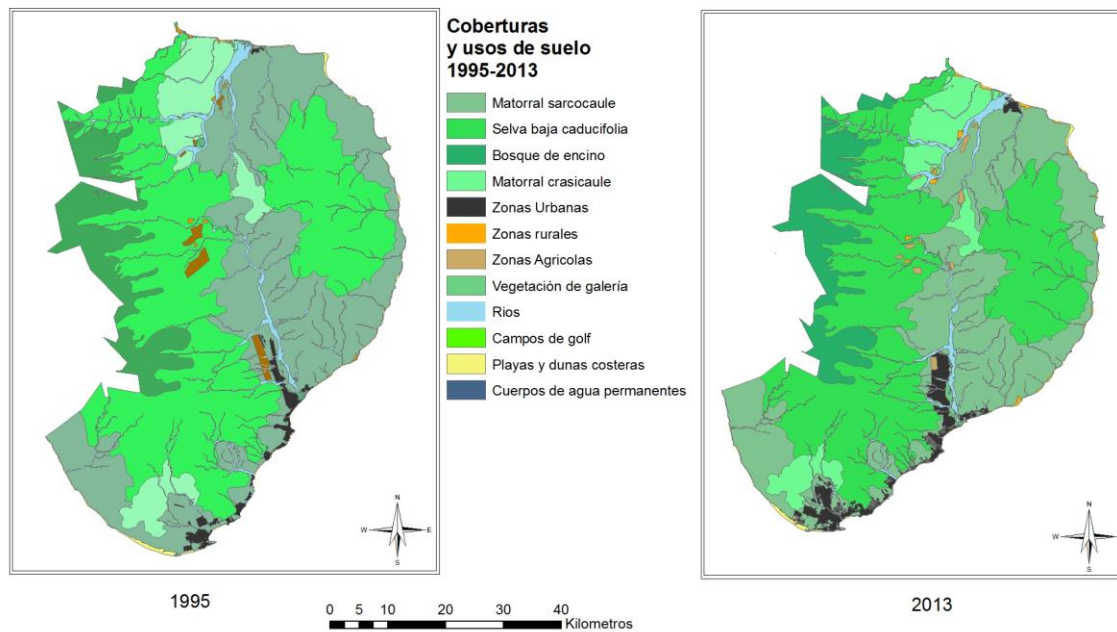 Coberturas
y usos de suelo
1995-2013
Matorral sarcocaule
Selva baja caducifolia
Bosque de encino
Matorral crasicaule
Zonas Urbanas
Zonas rurales
Zonas Agricolas
Vegetación de galería
Rios
Campos de golf
Playas y dunas costeras
Cuerpos de agua permanentes
N
W E
S
N
W E
S
1995
0 5 10 20 30 40
Kilometros
2013